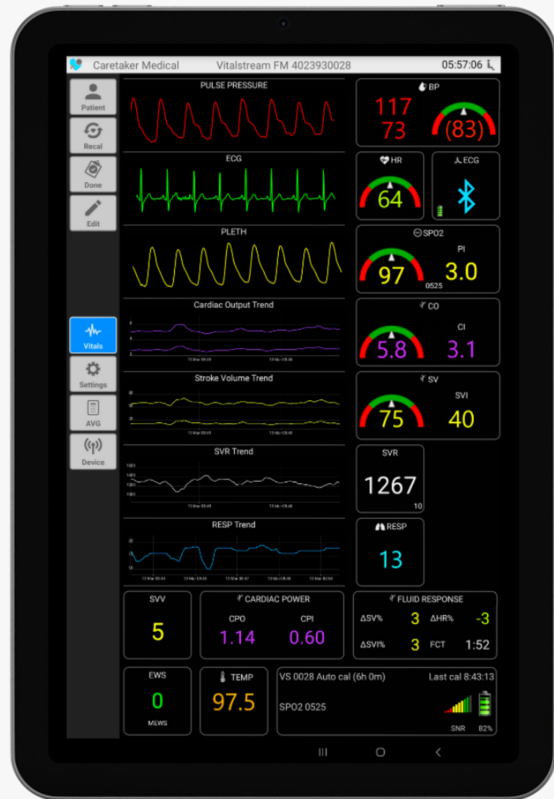 Caretaker Medical Vitalstream FM 4023930028 05:57:06
Patient
Recal
Done
Edit
Vitals
Settings
AVG
Device
PULSE PRESSURE
ECG
PLETH
Cardiac Output Trend
Stroke Volume Trend
SVR Trend
RESP Trend
BP
117
73
(83)
HR
64
ECG
SPO2
97
0525
PI
3.0
CO
5.8
CI
3.1
SV
75
SVI
40
SVR
1267
10
RESP
13
SVV
5
CARDIAC POWER
CPO CPI
1.14 0.60
FLUID RESPONSE
ΔSV% 3 ΔHR% -3
ΔSVI% 3 FCT 1:52
EWS
0
MEWS
TEMP
97.5
VS 0028 Auto cal (6h 0m) Last cal 8:43:13
SPO2 0525
SNR 82%